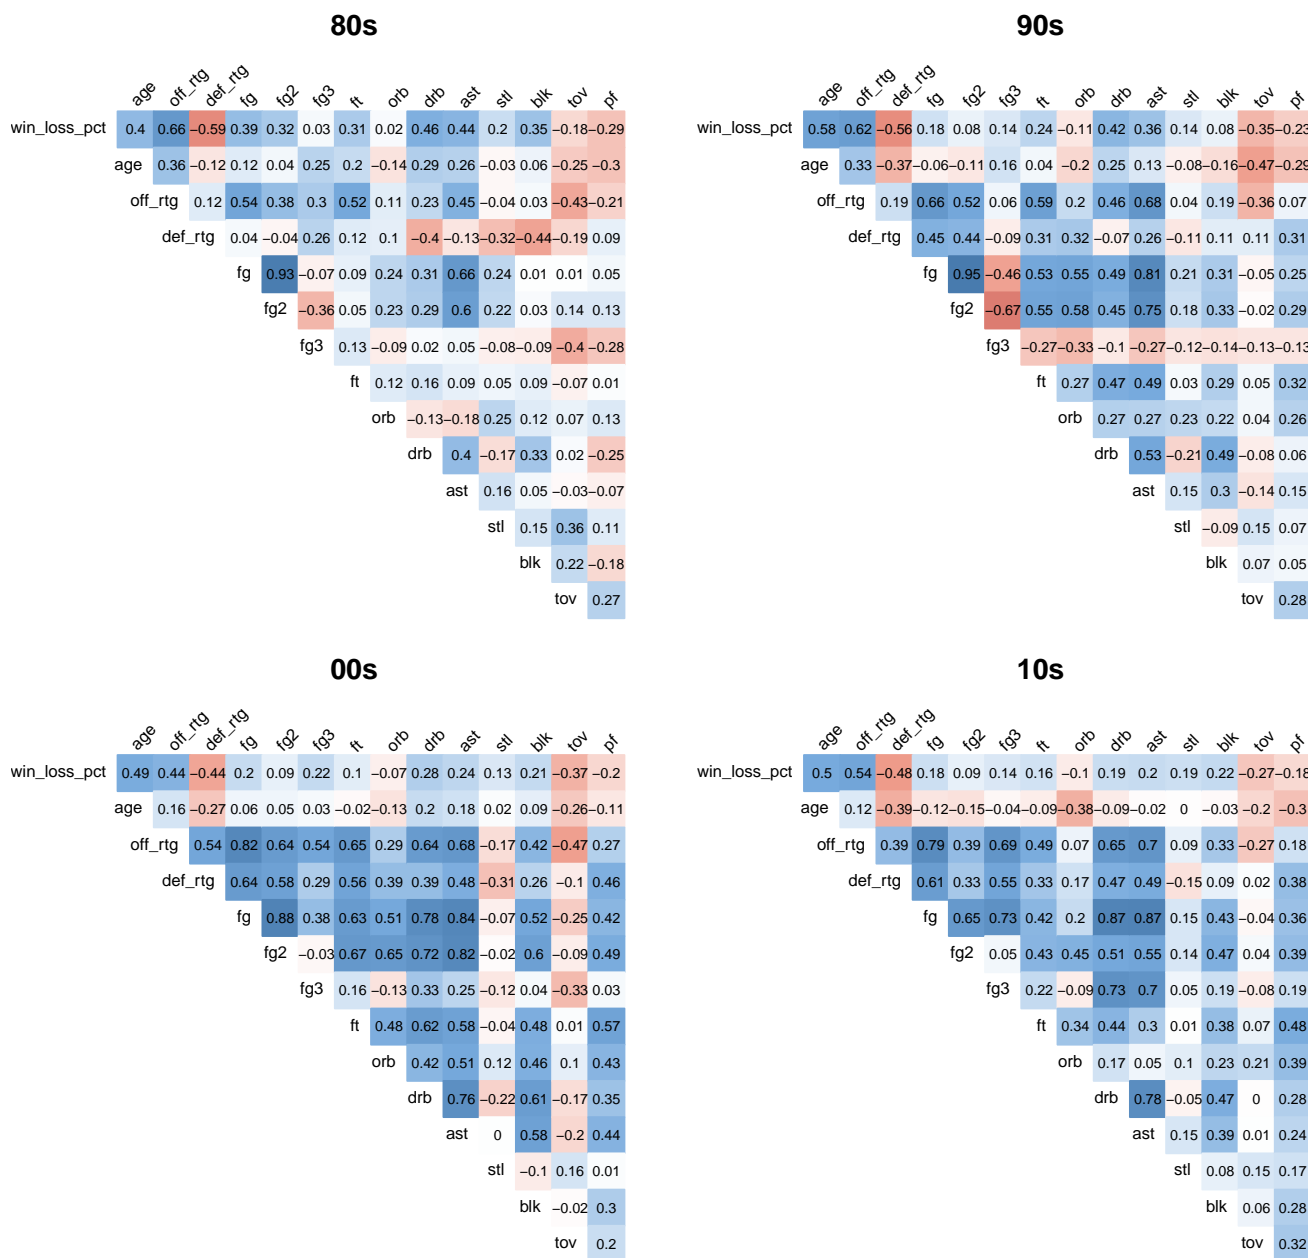 80s
age off_rtg def_rtg fg fg2 fg3 ft orb drb ast stl blk tov pf
win_loss_pct 0.4 0.66 −0.59 0.39 0.32 0.03 0.31 0.02 0.46 0.44 0.2 0.35 −0.18 −0.29
age 0.36 −0.12 0.12 0.04 0.25 0.2 −0.14 0.29 0.26 −0.03 0.06 −0.25 −0.3
off_rtg 0.12 0.54 0.38 0.3 0.52 0.11 0.23 0.45 −0.04 0.03 −0.43 −0.21
def_rtg 0.04 −0.04 0.26 0.12 0.1 −0.4 −0.13 −0.32 −0.44 −0.19 0.09
fg 0.93 −0.07 0.09 0.24 0.31 0.66 0.24 0.01 0.01 0.05
fg2 −0.36 0.05 0.23 0.29 0.6 0.22 0.03 0.14 0.13
fg3 0.13 −0.09 0.02 0.05 −0.08 −0.09 −0.4 −0.28
ft 0.12 0.16 0.09 0.05 0.09 −0.07 0.01
orb −0.13 −0.18 0.25 0.12 0.07 0.13
drb 0.4 −0.17 0.33 0.02 −0.25
ast 0.16 0.05 −0.03 −0.07
stl 0.15 0.36 0.11
blk 0.22 −0.18
tov 0.27
90s
age off_rtg def_rtg fg fg2 fg3 ft orb drb ast stl blk tov pf
win_loss_pct 0.58 0.62 −0.56 0.18 0.08 0.14 0.24 −0.11 0.42 0.36 0.14 0.08 −0.35 −0.23
age 0.33 −0.37 −0.06 −0.11 0.16 0.04 −0.2 0.25 0.13 −0.08 −0.16 −0.47 −0.29
off_rtg 0.19 0.66 0.52 0.06 0.59 0.2 0.46 0.68 0.04 0.19 −0.36 0.07
def_rtg 0.45 0.44 −0.09 0.31 0.32 −0.07 0.26 −0.11 0.11 0.11 0.31
fg 0.95 −0.46 0.53 0.55 0.49 0.81 0.21 0.31 −0.05 0.25
fg2 −0.67 0.55 0.58 0.45 0.75 0.18 0.33 −0.02 0.29
fg3 −0.27 −0.33 −0.1 −0.27 −0.12 −0.14 −0.13 −0.13
ft 0.27 0.47 0.49 0.03 0.29 0.05 0.32
orb 0.27 0.27 0.23 0.22 0.04 0.26
drb 0.53 −0.21 0.49 −0.08 0.06
ast 0.15 0.3 −0.14 0.15
stl −0.09 0.15 0.07
blk 0.07 0.05
tov 0.28
00s
age off_rtg def_rtg fg fg2 fg3 ft orb drb ast stl blk tov pf
win_loss_pct 0.49 0.44 −0.44 0.2 0.09 0.22 0.1 −0.07 0.28 0.24 0.13 0.21 −0.37 −0.2
age 0.16 −0.27 0.06 0.05 0.03 −0.02 −0.13 0.2 0.18 0.02 0.09 −0.26 −0.11
off_rtg 0.54 0.82 0.64 0.54 0.65 0.29 0.64 0.68 −0.17 0.42 −0.47 0.27
def_rtg 0.64 0.58 0.29 0.56 0.39 0.39 0.48 −0.31 0.26 −0.1 0.46
fg 0.88 0.38 0.63 0.51 0.78 0.84 −0.07 0.52 −0.25 0.42
fg2 −0.03 0.67 0.65 0.72 0.82 −0.02 0.6 −0.09 0.49
fg3 0.16 −0.13 0.33 0.25 −0.12 0.04 −0.33 0.03
ft 0.48 0.62 0.58 −0.04 0.48 0.01 0.57
orb 0.42 0.51 0.12 0.46 0.1 0.43
drb 0.76 −0.22 0.61 −0.17 0.35
ast 0 0.58 −0.2 0.44
stl −0.1 0.16 0.01
blk −0.02 0.3
tov 0.2
10s
age off_rtg def_rtg fg fg2 fg3 ft orb drb ast stl blk tov pf
win_loss_pct 0.5 0.54 −0.48 0.18 0.09 0.14 0.16 −0.1 0.19 0.2 0.19 0.22 −0.27 −0.18
age 0.12 −0.39 −0.12 −0.15 −0.04 −0.09 −0.38 −0.09 −0.02 0 −0.03 −0.2 −0.3
off_rtg 0.39 0.79 0.39 0.69 0.49 0.07 0.65 0.7 0.09 0.33 −0.27 0.18
def_rtg 0.61 0.33 0.55 0.33 0.17 0.47 0.49 −0.15 0.09 0.02 0.38
fg 0.65 0.73 0.42 0.2 0.87 0.87 0.15 0.43 −0.04 0.36
fg2 0.05 0.43 0.45 0.51 0.55 0.14 0.47 0.04 0.39
fg3 0.22 −0.09 0.73 0.7 0.05 0.19 −0.08 0.19
ft 0.34 0.44 0.3 0.01 0.38 0.07 0.48
orb 0.17 0.05 0.1 0.23 0.21 0.39
drb 0.78 −0.05 0.47 0 0.28
ast 0.15 0.39 0.01 0.24
stl 0.08 0.15 0.17
blk 0.06 0.28
tov 0.32